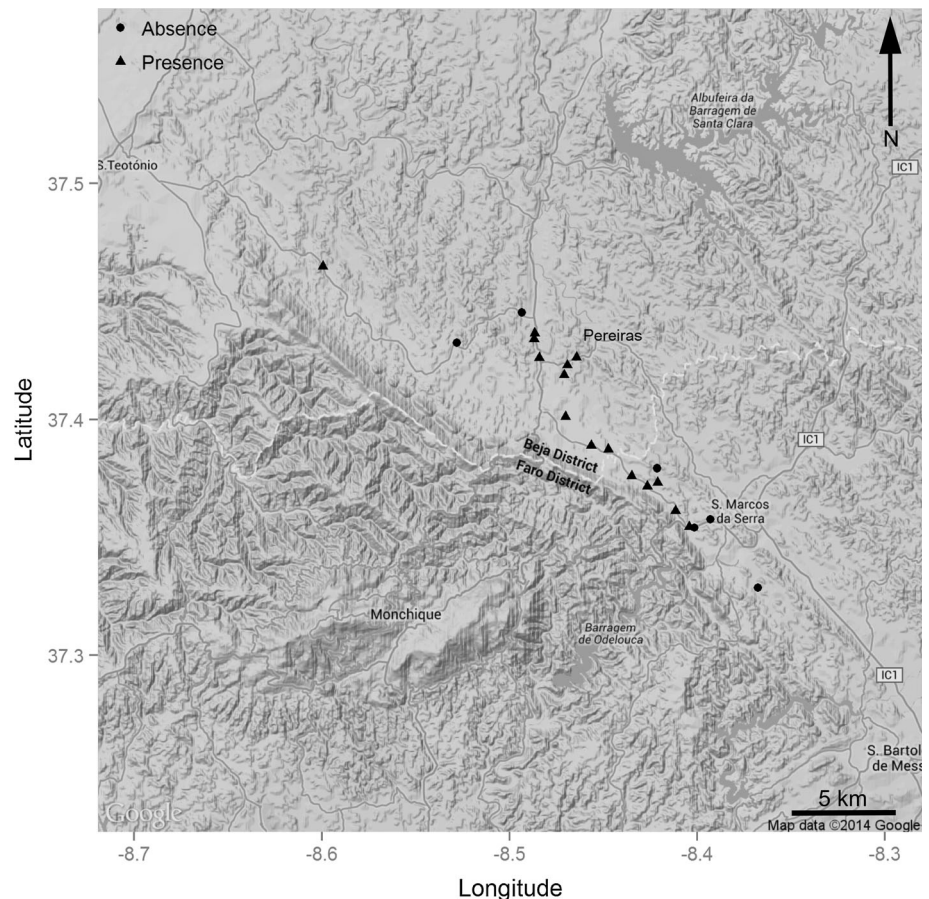 Absence
Presence
Albufeira da
Barragem de
Santa Clara
N
IC1
S.Teotónio
37.5
Pereiras
37.4
Latitude
IC1
Beja District
Faro District
S. Marcos
da Serra
Monchique
Barragem
de Odelouca
37.3
IC1
S. Bartol
de Mess
5 km
Google
Map data ©2014 Google
-8.7
-8.6
-8.5
-8.4
-8.3
Longitude